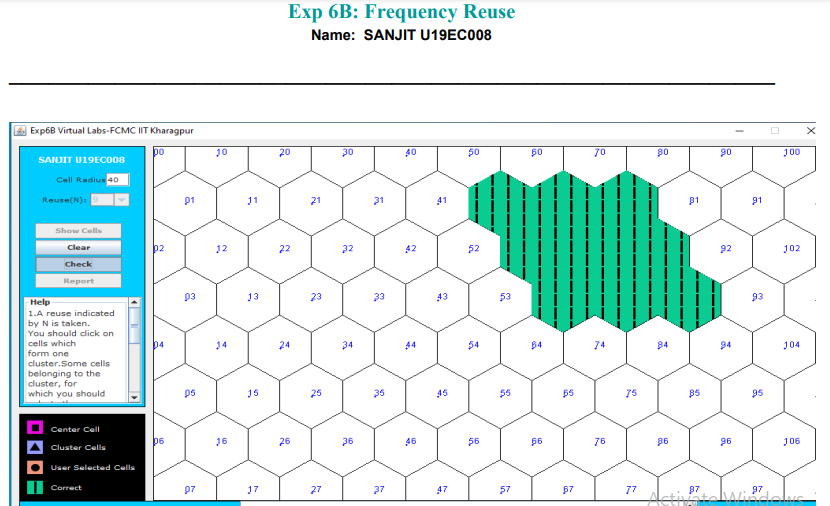 Exp 6B: Frequency Reuse
Name: SANJIT U19EC008
Exp6B Virtual Labs-FCMC IIT Kharagpur
SANJIT U19EC008
Cell Radius 40
Reuse(N): 9
Show Cells
Clear
Check
Report
Help
1.A reuse indicated
by N is taken.
You should click on
cells which
form one
cluster.Some cells
belonging to the
cluster, for
which you should
Center Cell
Cluster Cells
User Selected Cells
Correct
00 10 20 30 40 50 60 70 80 90 100
01 11 21 31 41 81 91
02 12 22 32 42 52 92 102
03 13 23 33 43 53 93
04 14 24 34 44 54 64 74 84 94 104
05 15 25 35 45 55 65 75 85 95
06 16 26 36 46 56 66 76 86 96 106
07 17 27 37 47 57 67 77 87 97
Activate Windows